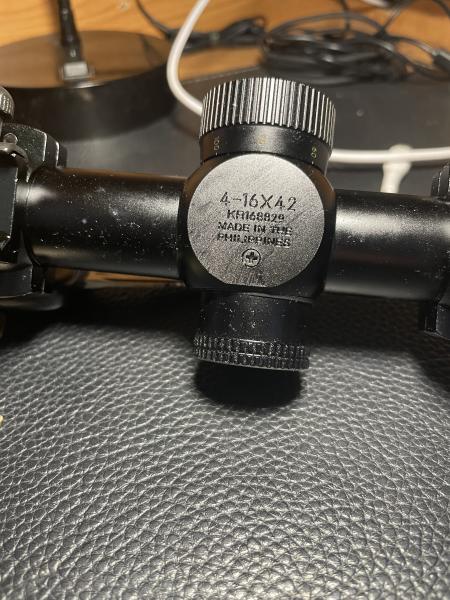 4-16X42
KR168829
MADE IN THE
PHILIPPINES